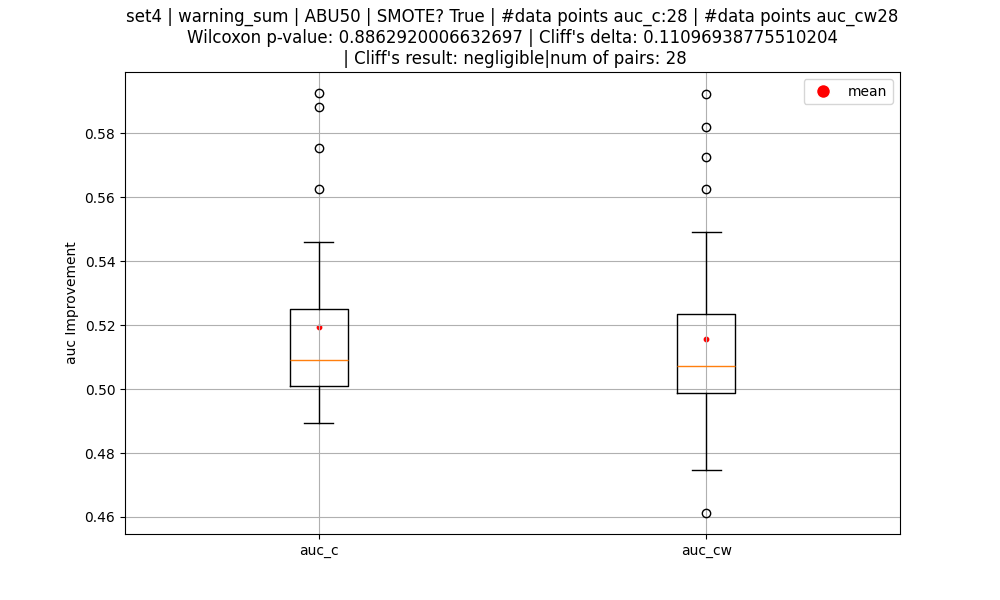 set4 | warning_sum | ABU50 | SMOTE? True | #data points auc_c:28 | #data points auc_cw28
Wilcoxon p-value: 0.8862920006632697 | Cliff's delta: 0.11096938775510204
| Cliff's result: negligible|num of pairs: 28
mean
0.58
0.56
0.54
0.52
0.50
0.48
0.46
auc Improvement
auc_c
auc_cw